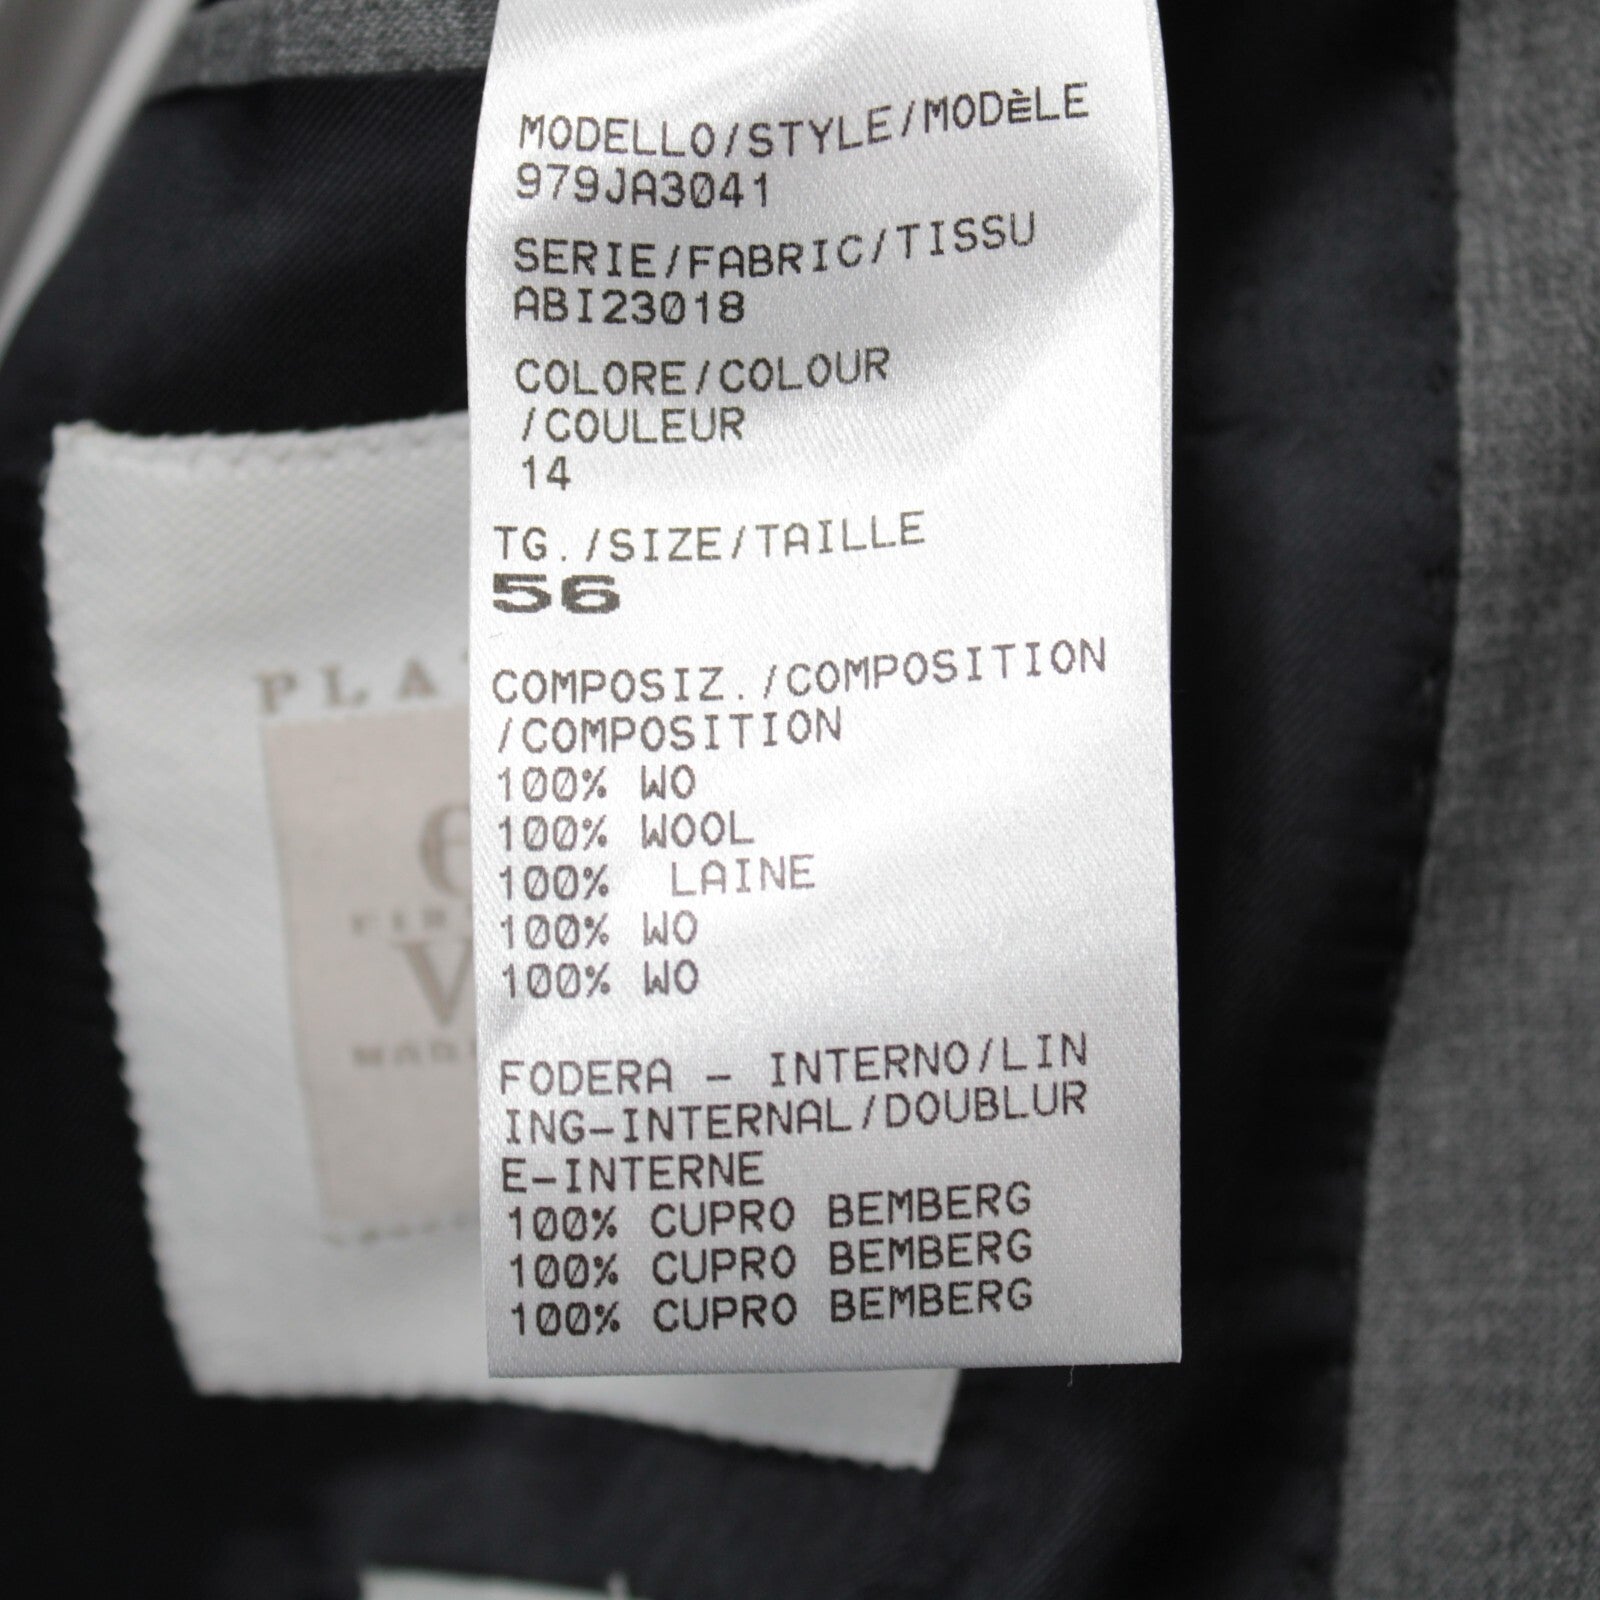 MODELLO/STYLE/MODÈLE
979JA3041
SERIE/FABRIC/TISSU
ABI23018
COLORE/COLOUR
/COULEUR
14
TG./SIZE/TAILLE
56
COMPOSIZ./COMPOSITION
/COMPOSITION
100% WO
100% WOOL
100% LAINE
100% WO
100% WO
FODERA - INTERNO/LIN
ING-INTERNAL/DOUBLUR
E-INTERNE
100% CUPRO BEMBERG
100% CUPRO BEMBERG
100% CUPRO BEMBERG